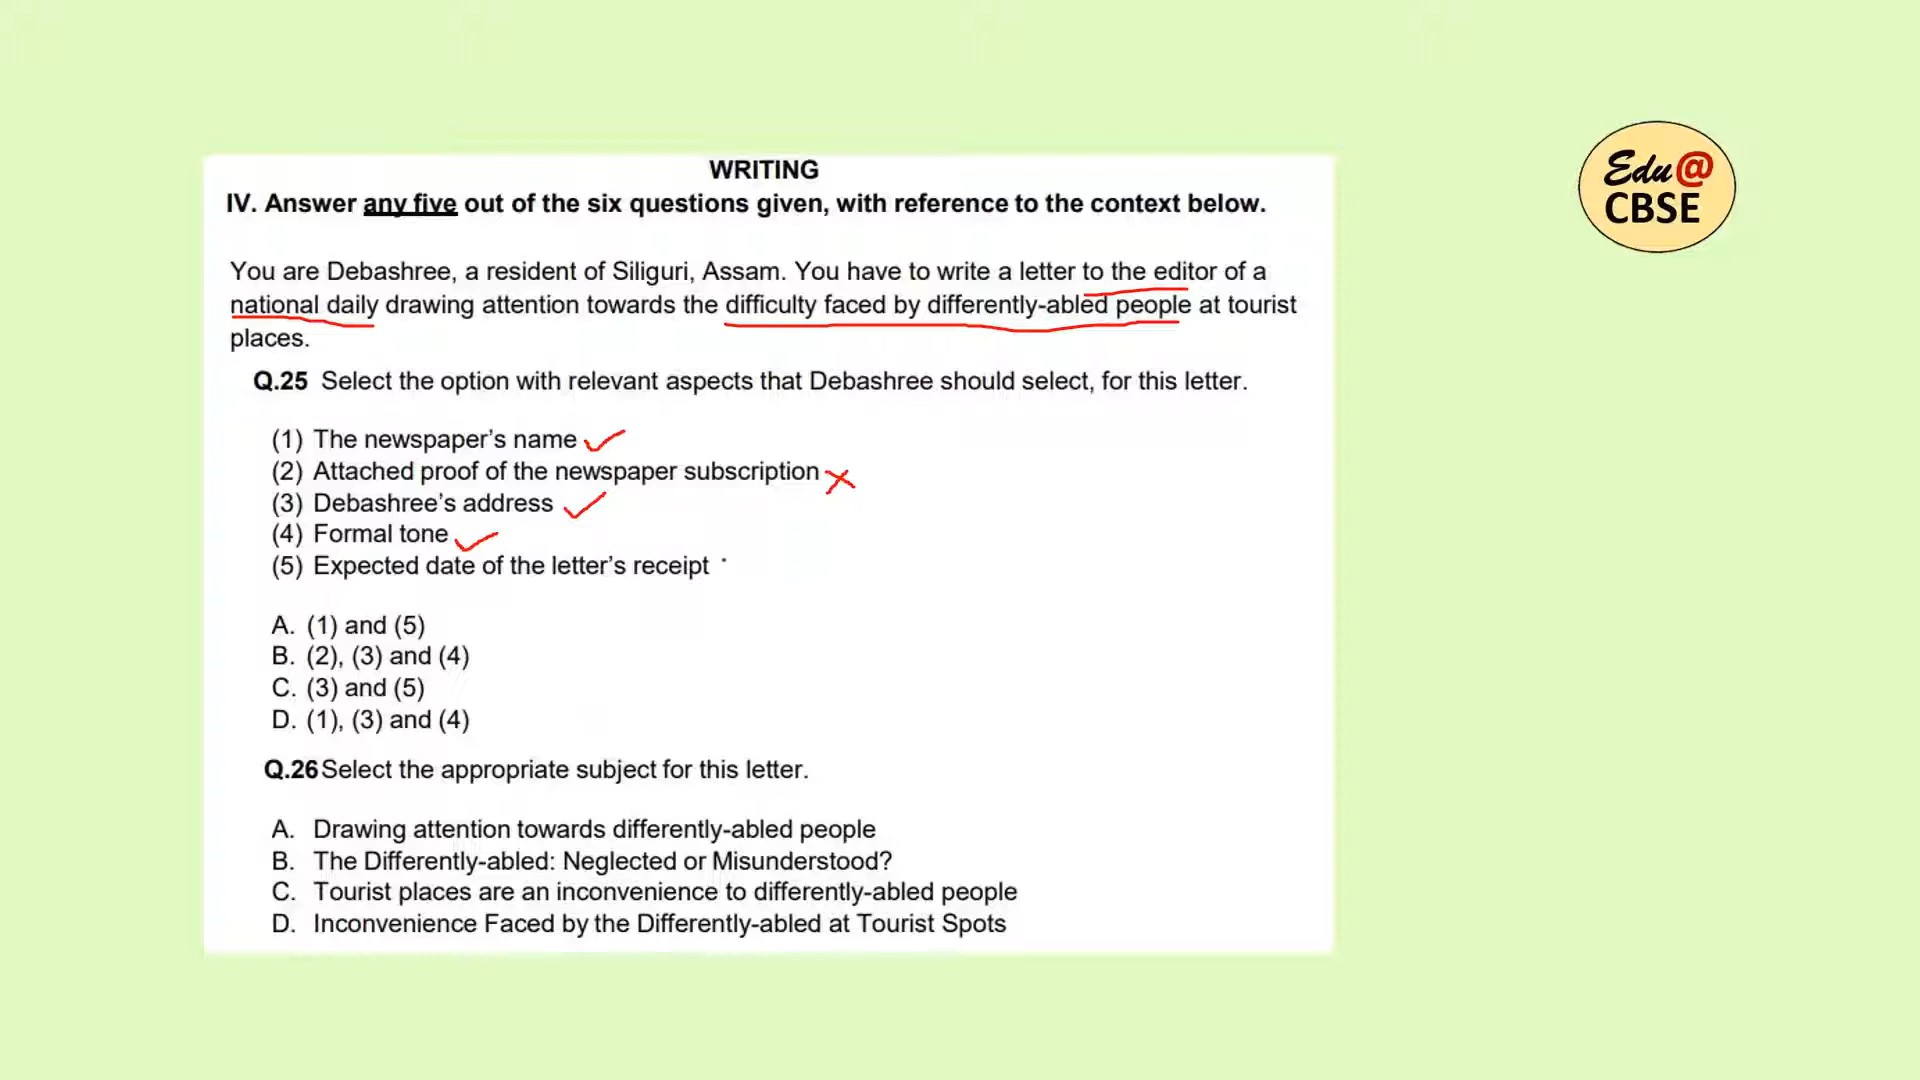 WRITING
IV. Answer any five out of the six questions given, with reference to the context below.
You are Debashree, a resident of Siliguri, Assam. You have to write a letter to the editor of a
national daily drawing attention towards the difficulty faced by differently-abled people at tourist
places.
Q.25 Select the option with relevant aspects that Debashree should select, for this letter.
(1) The newspaper's name
(2) Attached proof of the newspaper subscription
(3) Debashree's address
(4) Formal tone
(5) Expected date of the letter's receipt
A. (1) and (5)
B. (2), (3) and (4)
C. (3) and (5)
D. (1), (3) and (4)
Q.26 Select the appropriate subject for this letter.
A. Drawing attention towards differently-abled people
B. The Differently-abled: Neglected or Misunderstood?
C. Tourist places are an inconvenience to differently-abled people
D. Inconvenience Faced by the Differently-abled at Tourist Spots
Edu@
CBSE